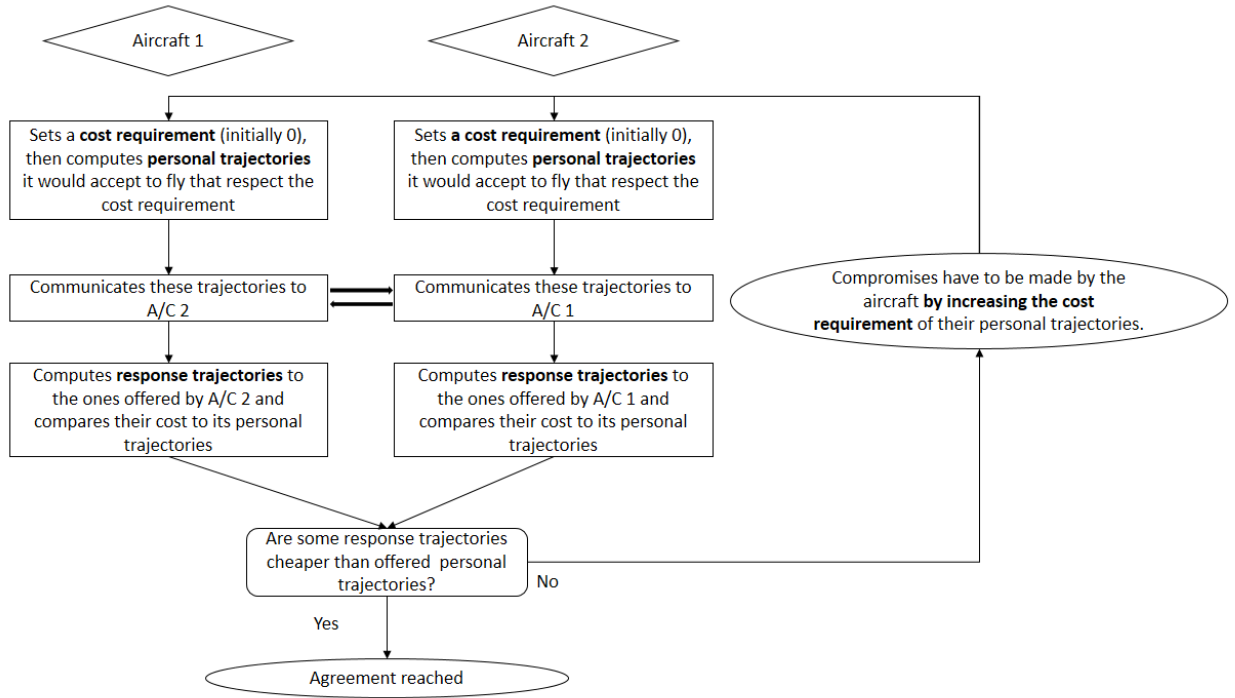 Aircraft 1
Aircraft 2
Sets a cost requirement (initially 0),
then computes personal trajectories
it would accept to fly that respect the
cost requirement
Sets a cost requirement (initially 0),
then computes personal trajectories
it would accept to fly that respect the
cost requirement
Communicates these trajectories to
A/C 2
Communicates these trajectories to
A/C 1
Compromises have to be made by the
aircraft by increasing the cost
requirement of their personal trajectories.
Computes response trajectories to
the ones offered by A/C 2 and
compares their cost to its personal
trajectories
Computes response trajectories to
the ones offered by A/C 1 and
compares their cost to its personal
trajectories
Are some response trajectories
cheaper than offered personal
trajectories?
No
Yes
Agreement reached